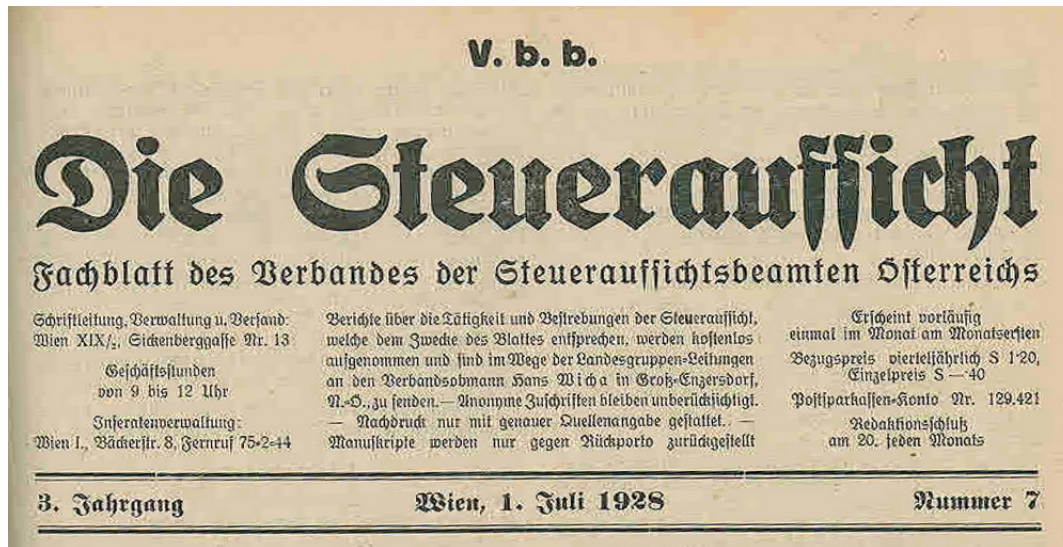 V. b. b.
Die Steueraufsicht
Fachblatt des Verbandes der Steueraufsichtsbeamten Österreichs
Schriftleitung, Verwaltung u. Versand:
Wien XIX/, Sickenberggasse Nr. 13
Geschäftsstunden
von 9 bis 12 Uhr
Inseratenverwaltung:
Wien I., Bäckerstr. 8, Fernruf 75-2-44
Berichte über die Tätigkeit und Bestrebungen der Steueraufsicht,
welche dem Zwecke des Blattes entsprechen, werden kostenlos
aufgenommen und sind im Wege der Landesgruppen-Leitungen
an den Verbandsobmann Hans Wicha in Groß-Enzersdorf,
N.-Ö., zu senden. — Anonyme Zuschriften bleiben unberücksichtigt.
— Nachdruck nur mit genauer Quellenangabe gestattet. —
Manuskripte werden nur gegen Rückporto zurückgestellt
Erscheint vorläufig
einmal im Monat am Monatsersten
Bezugspreis vierteljährlich S 1·20,
Einzelpreis S —·40
Postsparkassen-Konto Nr. 129.421
Redaktionsschluß
am 20. jeden Monats
3. Jahrgang Wien, 1. Juli 1928 Nummer 7